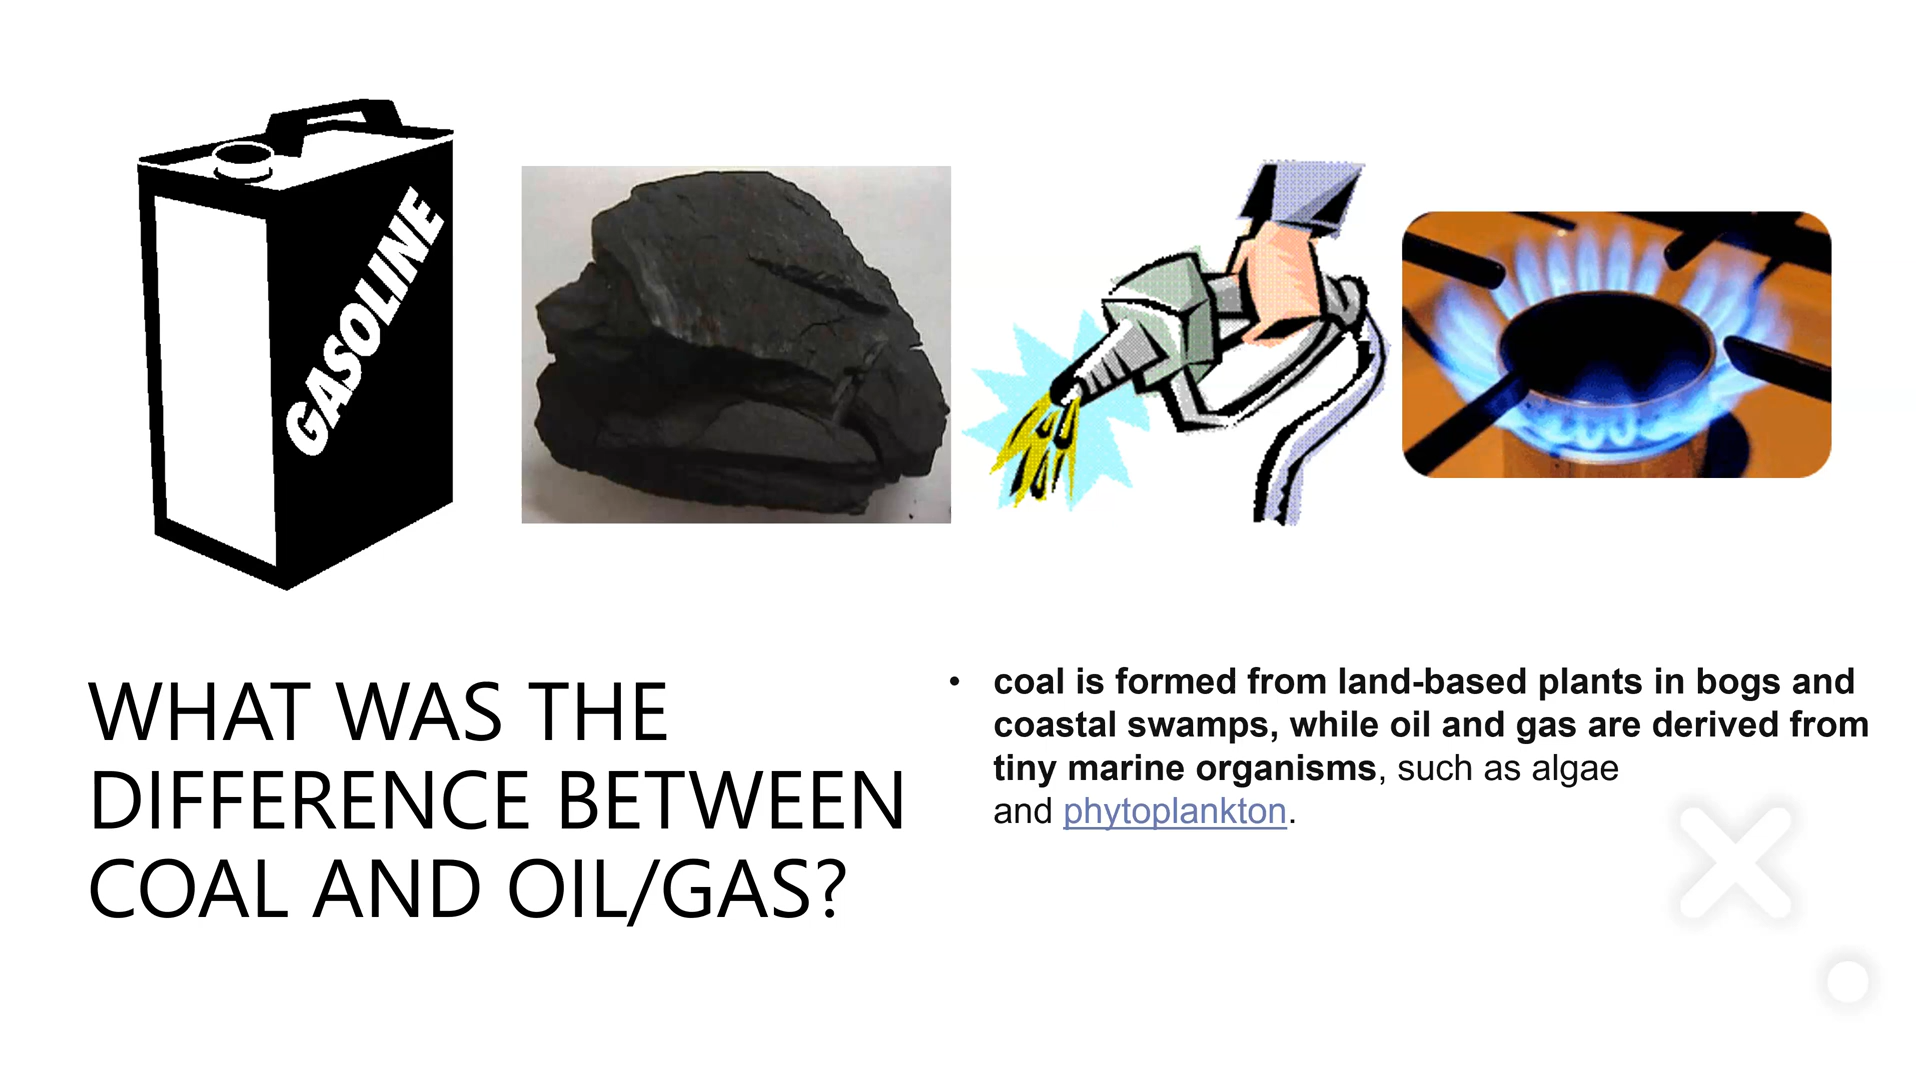 GASOLINE
WHAT WAS THE
DIFFERENCE BETWEEN
COAL AND OIL/GAS?
• coal is formed from land-based plants in bogs and
coastal swamps, while oil and gas are derived from
tiny marine organisms, such as algae
and phytoplankton.